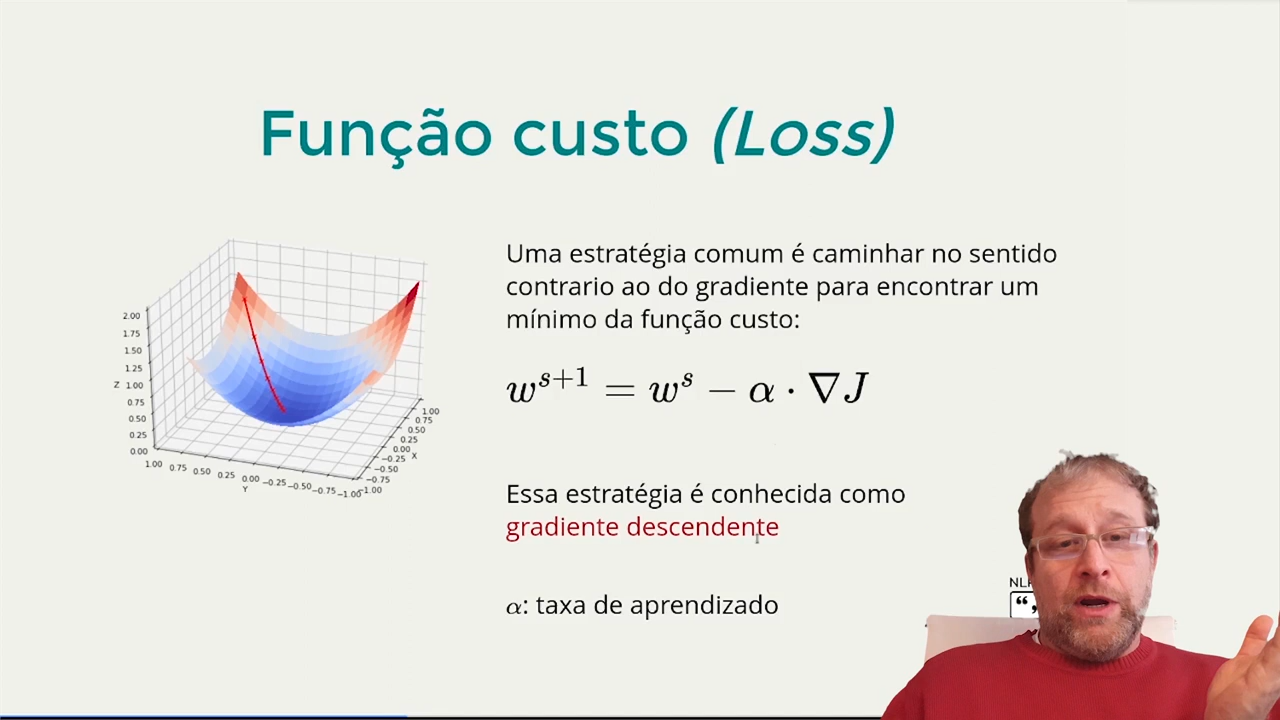 Função custo (Loss)
Uma estratégia comum é caminhar no sentido
contrario ao do gradiente para encontrar um
mínimo da função custo:
w^{s+1} = w^s − α · ∇J
Essa estratégia é conhecida como
gradiente descendente
α: taxa de aprendizado
2.00
1.75
1.50
1.25
Z 1.00
0.75
0.50
0.25
0.00
1.00 0.75 0.50 0.25 0.00 −0.25 −0.50 −0.75 −1.00
Y
1.00
0.75
0.50
0.25
0.00
−0.25
−0.50
−0.75
−1.00
X
“,